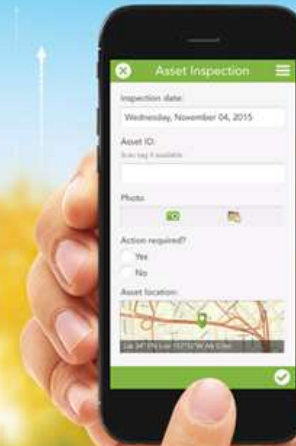 Asset Inspection
Inspection date:
Wednesday, November 04, 2015
Asset ID:
Scan tag if available
Photo:
Action required?
Yes
No
Asset location: